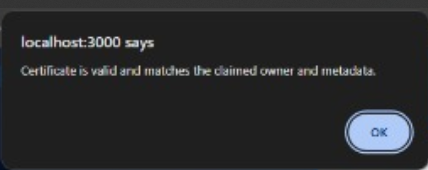 localhost:3000 says
Certificate is valid and matches the claimed owner and metadata.
OK